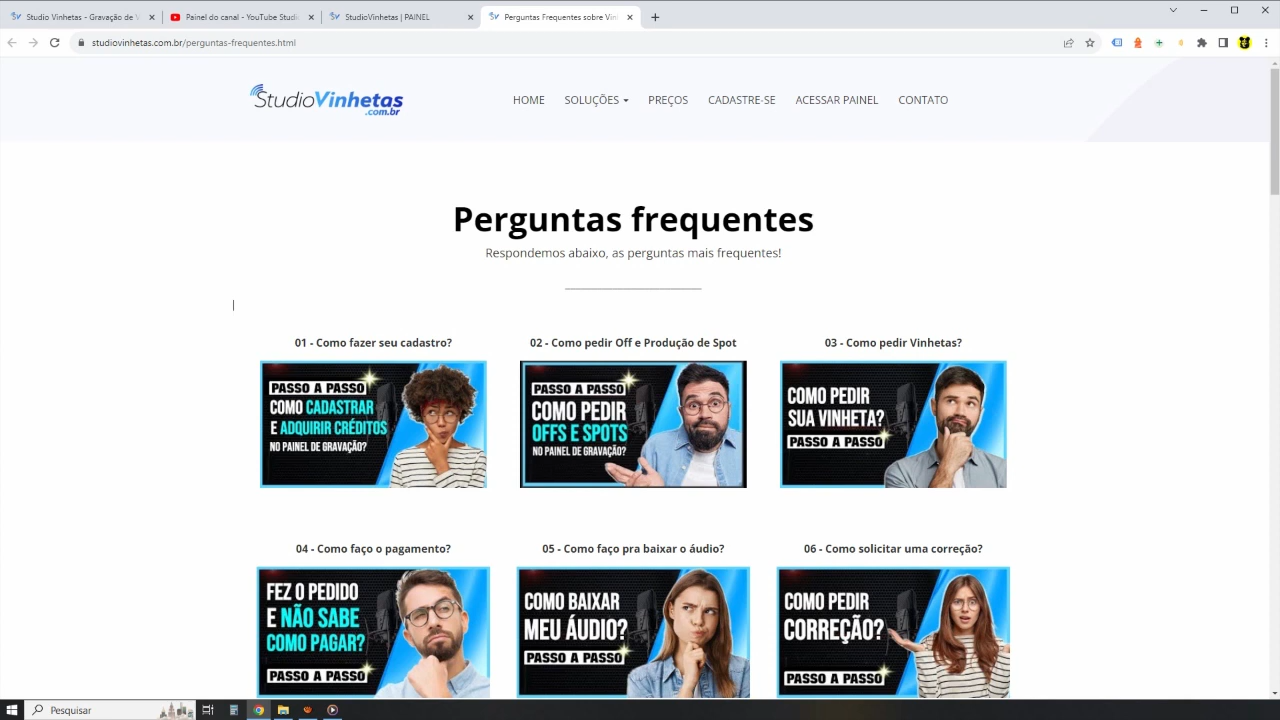 Studio Vinhetas - Gravação de V
Painel do canal - YouTube Studi
StudioVinhetas | PAINEL
Perguntas Frequentes sobre Vin
studiovinhetas.com.br/perguntas-frequentes.html
StudioVinhetas
.com.br
HOME
SOLUÇÕES
PREÇOS
CADASTRE-SE
ACESSAR PAINEL
CONTATO
Perguntas frequentes
Respondemos abaixo, as perguntas mais frequentes!
01 - Como fazer seu cadastro?
02 - Como pedir Off e Produção de Spot
03 - Como pedir Vinhetas?
PASSO A PASSO
COMO CADASTRAR
E ADQUIRIR CRÉDITOS
NO PAINEL DE GRAVAÇÃO?
PASSO A PASSO
COMO PEDIR
OFFS E SPOTS
NO PAINEL DE GRAVAÇÃO?
COMO PEDIR
SUA VINHETA?
PASSO A PASSO
04 - Como faço o pagamento?
05 - Como faço pra baixar o áudio?
06 - Como solicitar uma correção?
FEZ O PEDIDO
E NÃO SABE
COMO PAGAR?
PASSO A PASSO
COMO BAIXAR
MEU ÁUDIO?
PASSO A PASSO
COMO PEDIR
CORREÇÃO?
PASSO A PASSO
Pesquisar